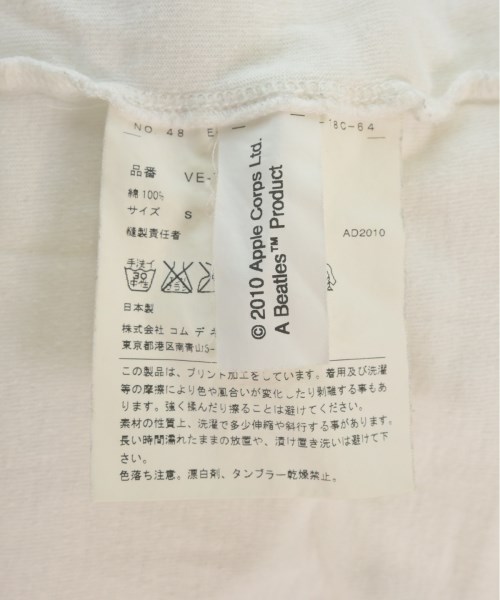 NO 48 E
18C-64
品番 VE-
綿 100%
サイズ S
縫製責任者
AD2010
手洗イ
30
中性
日本製
株式会社 コム デ
東京都港区南青山5-
© 2010 Apple Corps Ltd.
A Beatles™ Product
この製品は、プリント加工をしています。着用及び洗濯
等の摩擦により色や風合いが変化したり剥離する事もあ
ります。強く揉んだり擦ることは避けてください。
素材の性質上、洗濯で多少伸縮や斜行する事があります。
長い時間濡れたままの放置や、漬け置き洗いは避けて下
さい。
色落ち注意。漂白剤、タンブラー乾燥禁止。